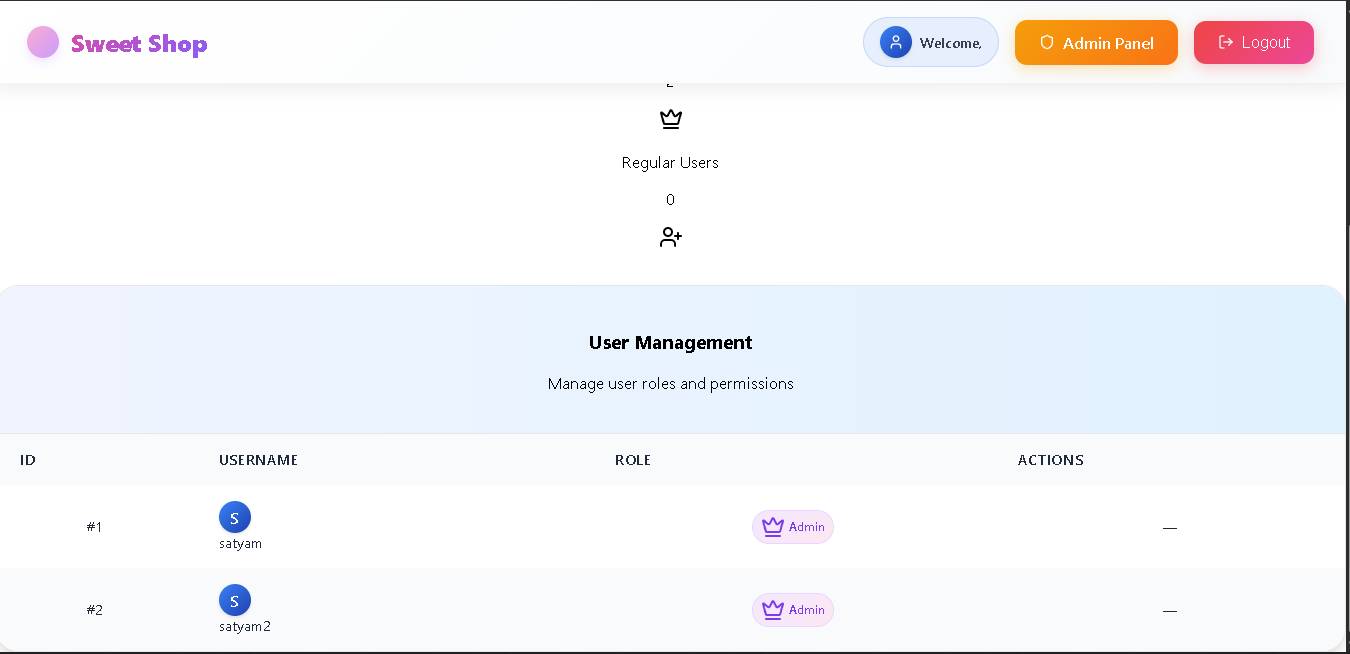 Sweet Shop
Welcome,
Admin Panel
Logout
Regular Users
0
User Management
Manage user roles and permissions
ID USERNAME ROLE ACTIONS
#1 S satyam Admin —
#2 S satyam2 Admin —